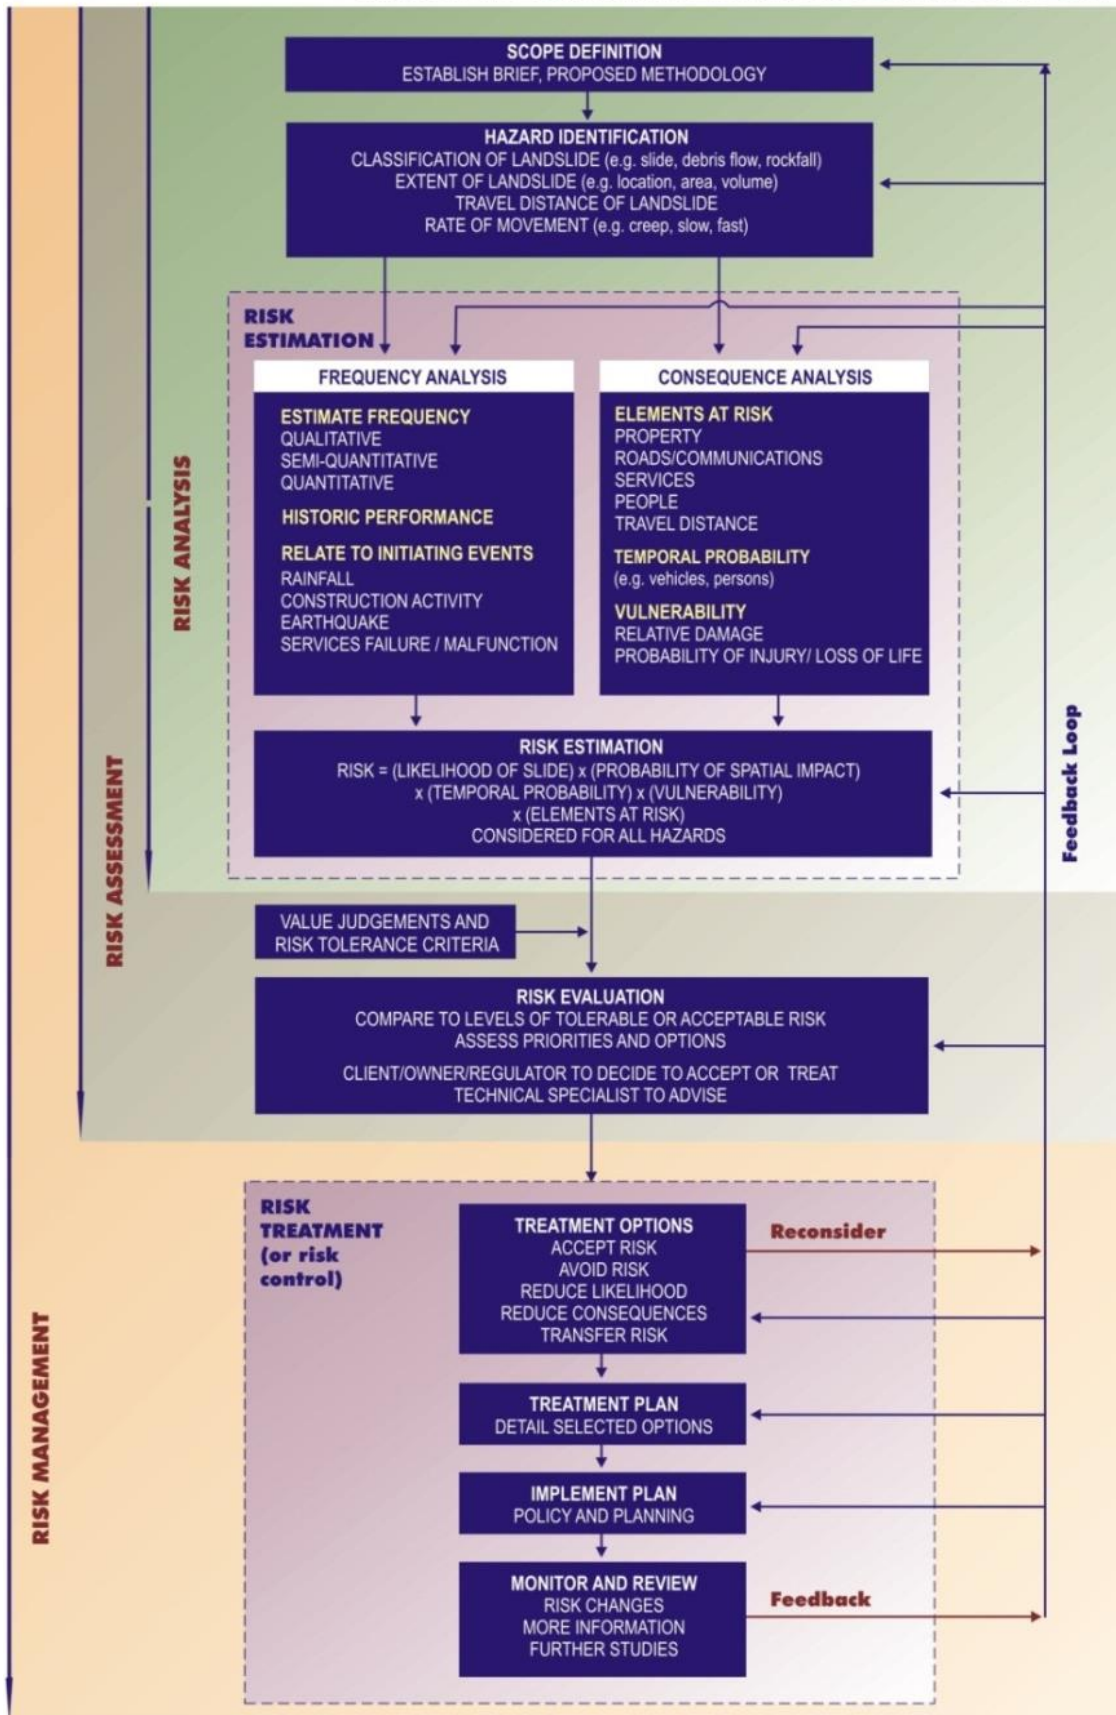 SCOPE DEFINITION
ESTABLISH BRIEF, PROPOSED METHODOLOGY
HAZARD IDENTIFICATION
CLASSIFICATION OF LANDSLIDE (e.g. slide, debris flow, rockfall)
EXTENT OF LANDSLIDE (e.g. location, area, volume)
TRAVEL DISTANCE OF LANDSLIDE
RATE OF MOVEMENT (e.g. creep, slow, fast)
RISK
ESTIMATION
FREQUENCY ANALYSIS
ESTIMATE FREQUENCY
QUALITATIVE
SEMI-QUANTITATIVE
QUANTITATIVE
HISTORIC PERFORMANCE
RELATE TO INITIATING EVENTS
RAINFALL
CONSTRUCTION ACTIVITY
EARTHQUAKE
SERVICES FAILURE / MALFUNCTION
CONSEQUENCE ANALYSIS
ELEMENTS AT RISK
PROPERTY
ROADS/COMMUNICATIONS
SERVICES
PEOPLE
TRAVEL DISTANCE
TEMPORAL PROBABILITY
(e.g. vehicles, persons)
VULNERABILITY
RELATIVE DAMAGE
PROBABILITY OF INJURY/ LOSS OF LIFE
RISK ESTIMATION
RISK = (LIKELIHOOD OF SLIDE) x (PROBABILITY OF SPATIAL IMPACT)
x (TEMPORAL PROBABILITY) x (VULNERABILITY)
x (ELEMENTS AT RISK)
CONSIDERED FOR ALL HAZARDS
VALUE JUDGEMENTS AND
RISK TOLERANCE CRITERIA
RISK EVALUATION
COMPARE TO LEVELS OF TOLERABLE OR ACCEPTABLE RISK
ASSESS PRIORITIES AND OPTIONS
CLIENT/OWNER/REGULATOR TO DECIDE TO ACCEPT OR TREAT
TECHNICAL SPECIALIST TO ADVISE
RISK
TREATMENT
(or risk
control)
TREATMENT OPTIONS
ACCEPT RISK
AVOID RISK
REDUCE LIKELIHOOD
REDUCE CONSEQUENCES
TRANSFER RISK
Reconsider
TREATMENT PLAN
DETAIL SELECTED OPTIONS
IMPLEMENT PLAN
POLICY AND PLANNING
MONITOR AND REVIEW
RISK CHANGES
MORE INFORMATION
FURTHER STUDIES
Feedback
RISK ANALYSIS
RISK ASSESSMENT
RISK MANAGEMENT
Feedback Loop